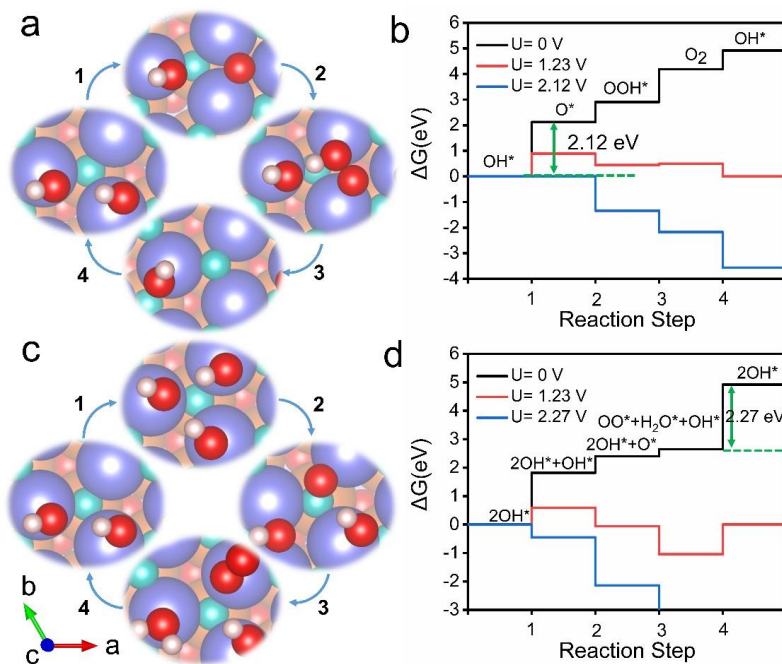 a
1
2
3
4
b
ΔG(eV)
6
5
4
3
2
1
0
-1
-2
-3
-4
U= 0 V
U= 1.23 V
U= 2.12 V
OH*
O*
OOH*
O₂
OH*
2.12 eV
1
2
3
4
Reaction Step
c
1
2
3
4
b
c
a
d
ΔG(eV)
6
5
4
3
2
1
0
-1
-2
-3
U= 0 V
U= 1.23 V
U= 2.27 V
2OH*
2OH*+OH*
2OH*+O*
OO*+H₂O*+OH*
2OH*
2.27 eV
1
2
3
4
Reaction Step